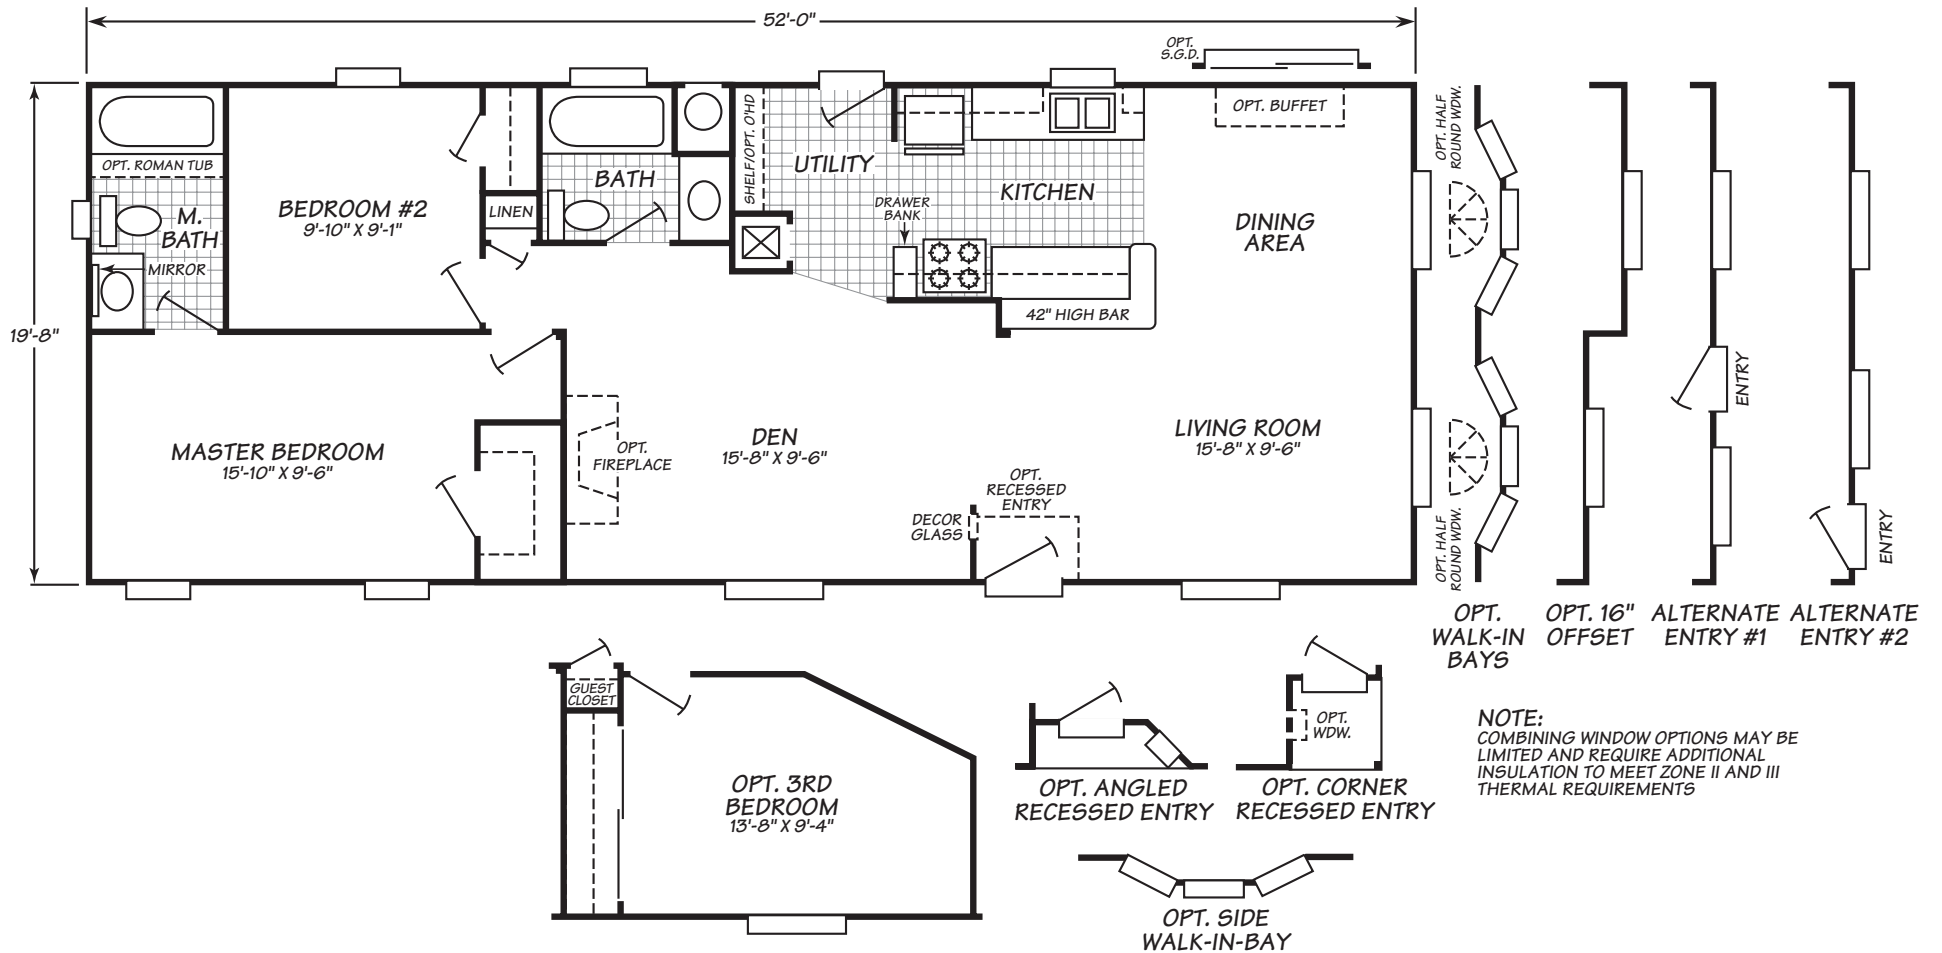 52'-0"
OPT.
S.G.D.
19'-8"
OPT. ROMAN TUB
M.
BATH
MIRROR
BEDROOM #2
9'-10" X 9'-1"
LINEN
BATH
SHELF/OPT. O'HD
UTILITY
DRAWER
BANK
KITCHEN
42" HIGH BAR
OPT. BUFFET
DINING
AREA
MASTER BEDROOM
15'-10" X 9'-6"
OPT.
FIREPLACE
DEN
15'-8" X 9'-6"
DECOR
GLASS
OPT.
RECESSED
ENTRY
LIVING ROOM
15'-8" X 9'-6"
OPT. HALF
ROUND WDW.
OPT. HALF
ROUND WDW.
OPT.
WALK-IN
BAYS
OPT. 16"
OFFSET
ENTRY
ALTERNATE
ENTRY #1
ENTRY
ALTERNATE
ENTRY #2
GUEST
CLOSET
OPT. 3RD
BEDROOM
13'-8" X 9'-4"
OPT. ANGLED
RECESSED ENTRY
OPT.
WDW.
OPT. CORNER
RECESSED ENTRY
OPT. SIDE
WALK-IN-BAY
NOTE:
COMBINING WINDOW OPTIONS MAY BE
LIMITED AND REQUIRE ADDITIONAL
INSULATION TO MEET ZONE II AND III
THERMAL REQUIREMENTS